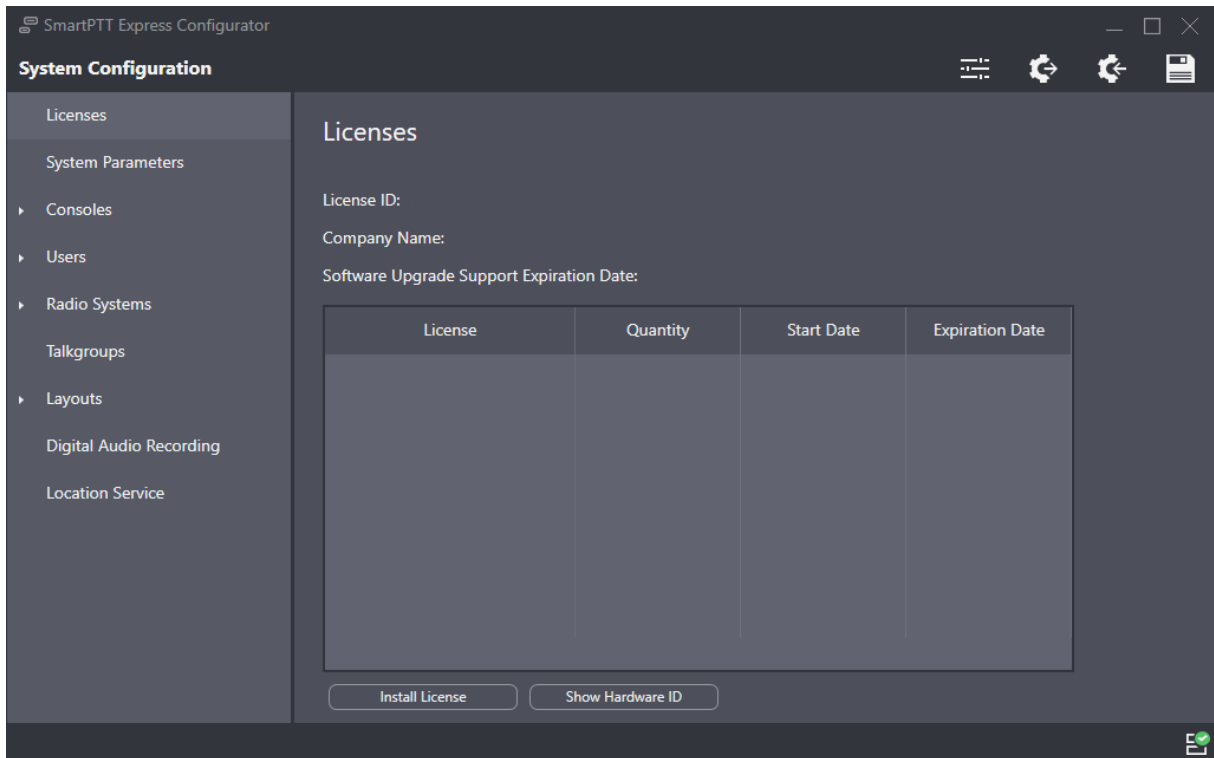 SmartPTT Express Configurator
System Configuration
Licenses
System Parameters
Consoles
Users
Radio Systems
Talkgroups
Layouts
Digital Audio Recording
Location Service
Licenses
License ID:
Company Name:
Software Upgrade Support Expiration Date:
License Quantity Start Date Expiration Date
Install License Show Hardware ID